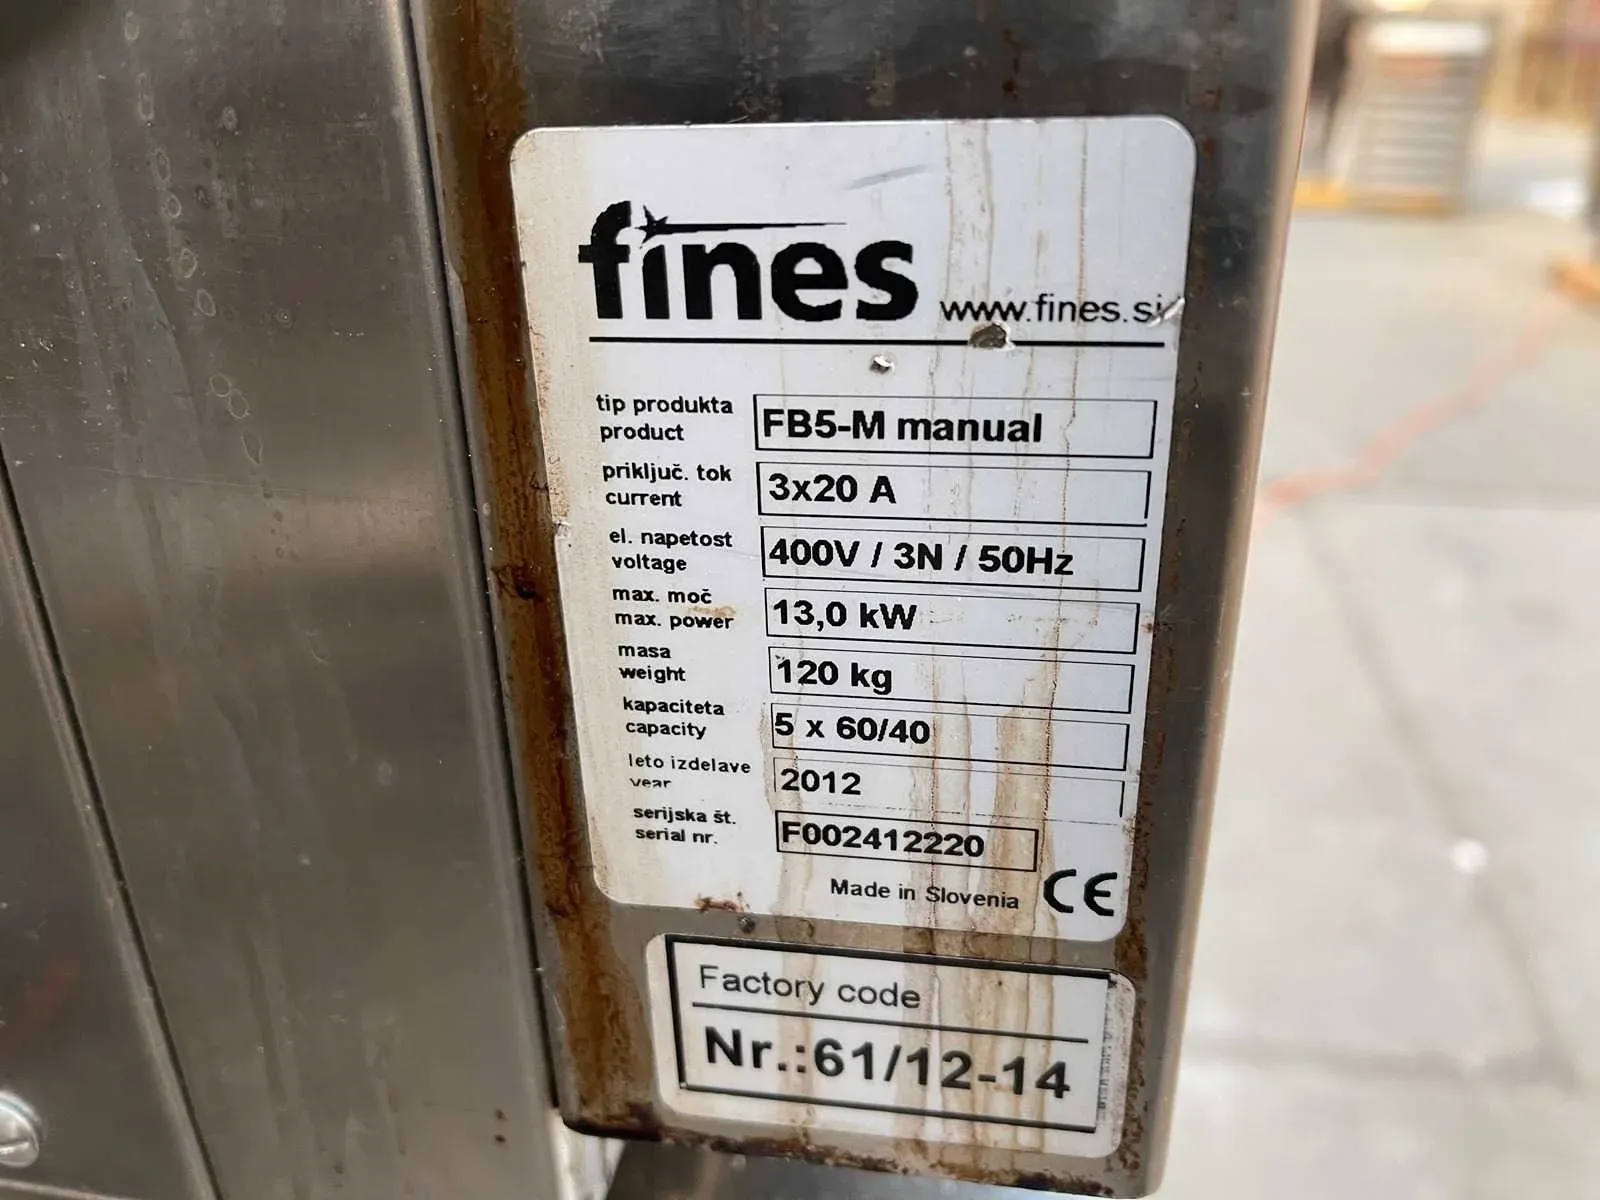 fines www.fines.si
tip produkta
product
FB5-M manual
priključ. tok
current
3x20 A
el. napetost
voltage
400V / 3N / 50Hz
max. moč
max. power
13,0 kW
masa
weight
120 kg
kapaciteta
capacity
5 x 60/40
leto izdelave
year
2012
serijska št.
serial nr.
F002412220
Made in Slovenia CE
Factory code
Nr.:61/12-14